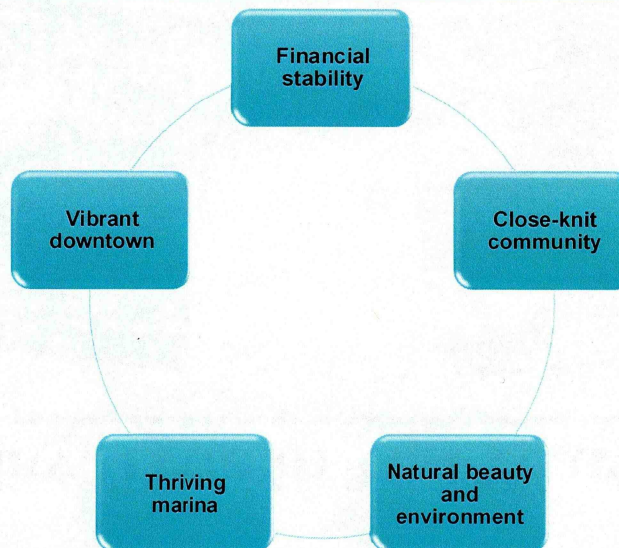 Financial
stability
Close-knit
community
Natural beauty
and
environment
Thriving
marina
Vibrant
downtown